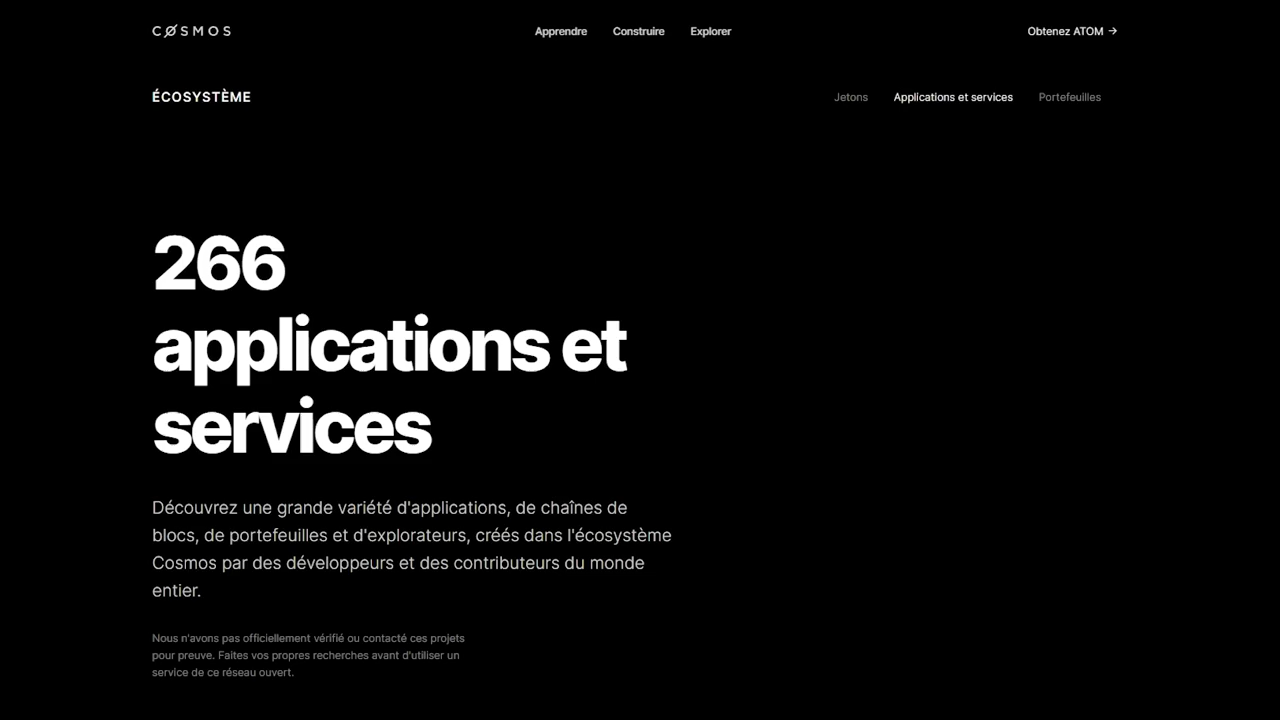 CØSMOS
Apprendre
Construire
Explorer
Obtenez ATOM →
ÉCOSYSTÈME
Jetons
Applications et services
Portefeuilles
266
applications et
services
Découvrez une grande variété d'applications, de chaînes de
blocs, de portefeuilles et d'explorateurs, créés dans l'écosystème
Cosmos par des développeurs et des contributeurs du monde
entier.
Nous n'avons pas officiellement vérifié ou contacté ces projets
pour preuve. Faites vos propres recherches avant d'utiliser un
service de ce réseau ouvert.